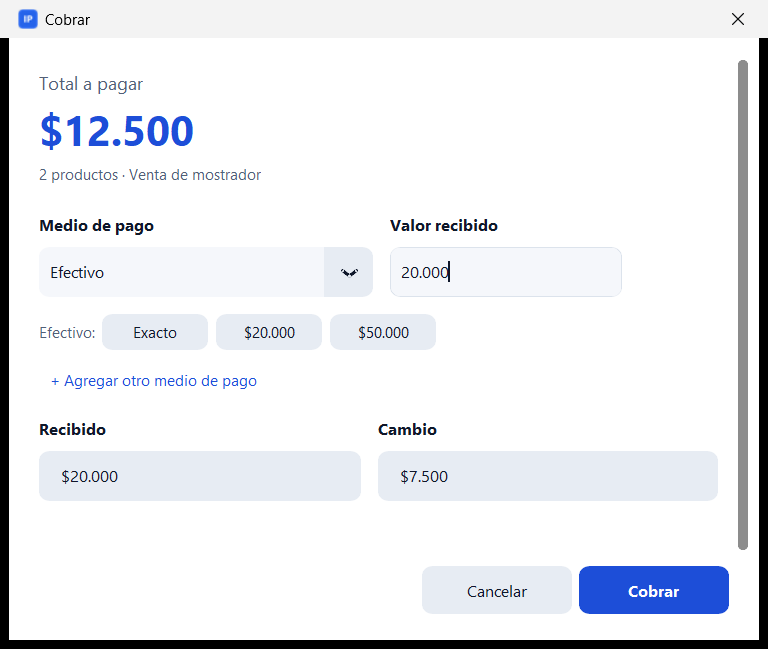 IP Cobrar
Total a pagar
$12.500
2 productos · Venta de mostrador
Medio de pago Valor recibido
Efectivo 20.000
Efectivo: Exacto $20.000 $50.000
+ Agregar otro medio de pago
Recibido Cambio
$20.000 $7.500
Cancelar Cobrar